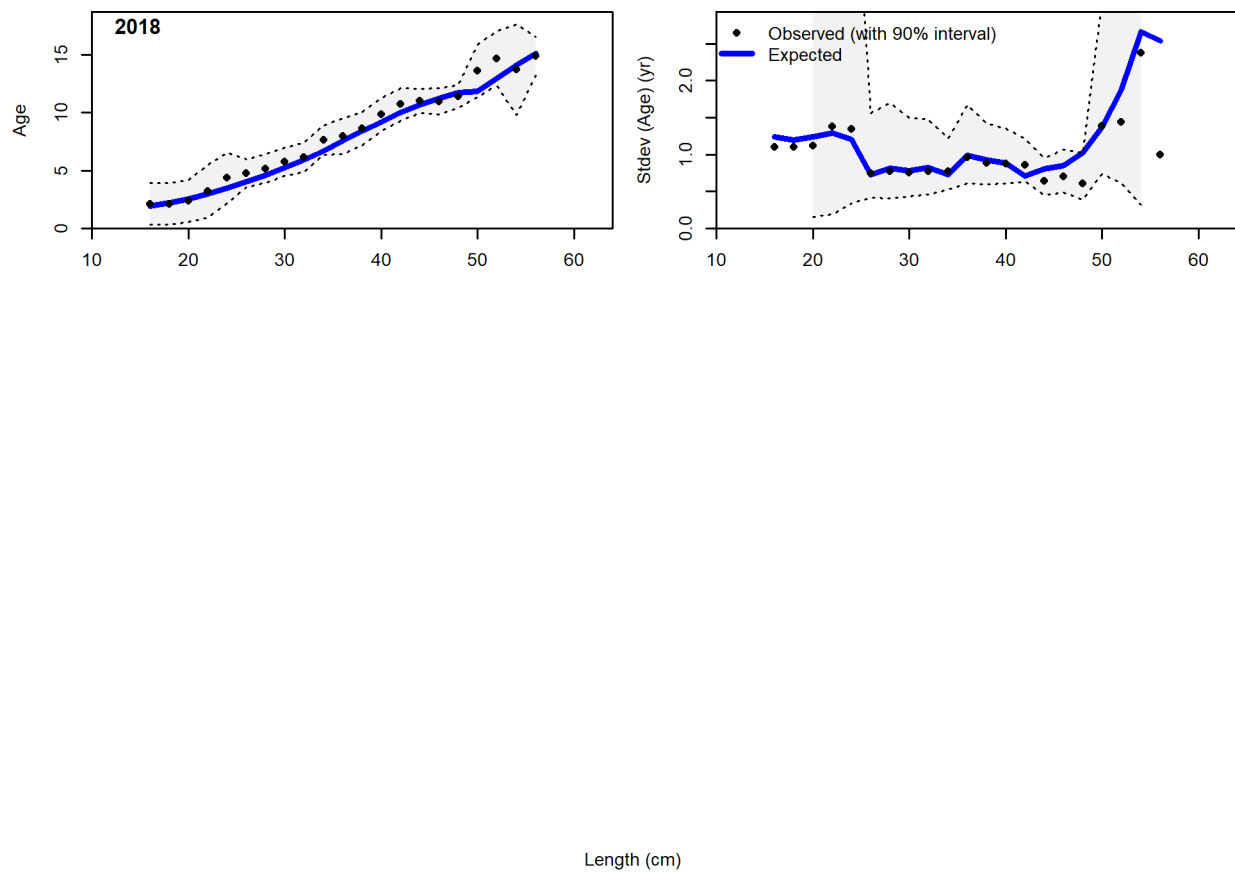 2018
Age
0
5
10
15
10 20 30 40 50 60
Observed (with 90% interval)
Expected
Stdev (Age) (yr)
0.0
1.0
2.0
10 20 30 40 50 60
Length (cm)